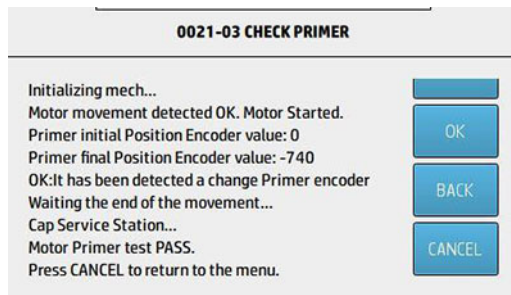 0021-03 CHECK PRIMER
Initializing mech...
Motor movement detected OK. Motor Started.
Primer initial Position Encoder value: 0
Primer final Position Encoder value: -740
OK:It has been detected a change Primer encoder
Waiting the end of the movement...
Cap Service Station...
Motor Primer test PASS.
Press CANCEL to return to the menu.
OK
BACK
CANCEL